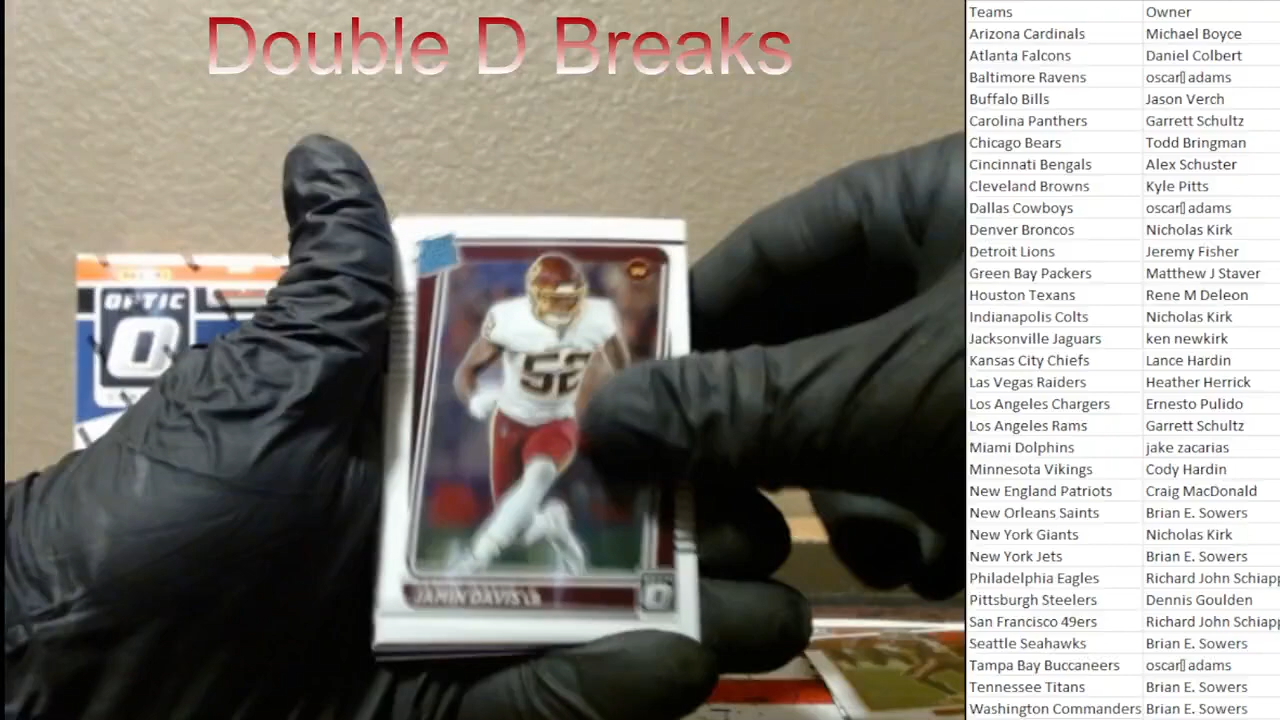 Double D Breaks
Teams Owner
Arizona Cardinals Michael Boyce
Atlanta Falcons Daniel Colbert
Baltimore Ravens oscar▯ adams
Buffalo Bills Jason Verch
Carolina Panthers Garrett Schultz
Chicago Bears Todd Bringman
Cincinnati Bengals Alex Schuster
Cleveland Browns Kyle Pitts
Dallas Cowboys oscar▯ adams
Denver Broncos Nicholas Kirk
Detroit Lions Jeremy Fisher
Green Bay Packers Matthew J Staver
Houston Texans Rene M Deleon
Indianapolis Colts Nicholas Kirk
Jacksonville Jaguars ken newkirk
Kansas City Chiefs Lance Hardin
Las Vegas Raiders Heather Herrick
Los Angeles Chargers Ernesto Pulido
Los Angeles Rams Garrett Schultz
Miami Dolphins jake zacarias
Minnesota Vikings Cody Hardin
New England Patriots Craig MacDonald
New Orleans Saints Brian E. Sowers
New York Giants Nicholas Kirk
New York Jets Brian E. Sowers
Philadelphia Eagles Richard John Schiapp
Pittsburgh Steelers Dennis Goulden
San Francisco 49ers Richard John Schiapp
Seattle Seahawks Brian E. Sowers
Tampa Bay Buccaneers oscar▯ adams
Tennessee Titans Brian E. Sowers
Washington Commanders Brian E. Sowers
OPTIC
O
52
JAMIN DAVIS LB
O